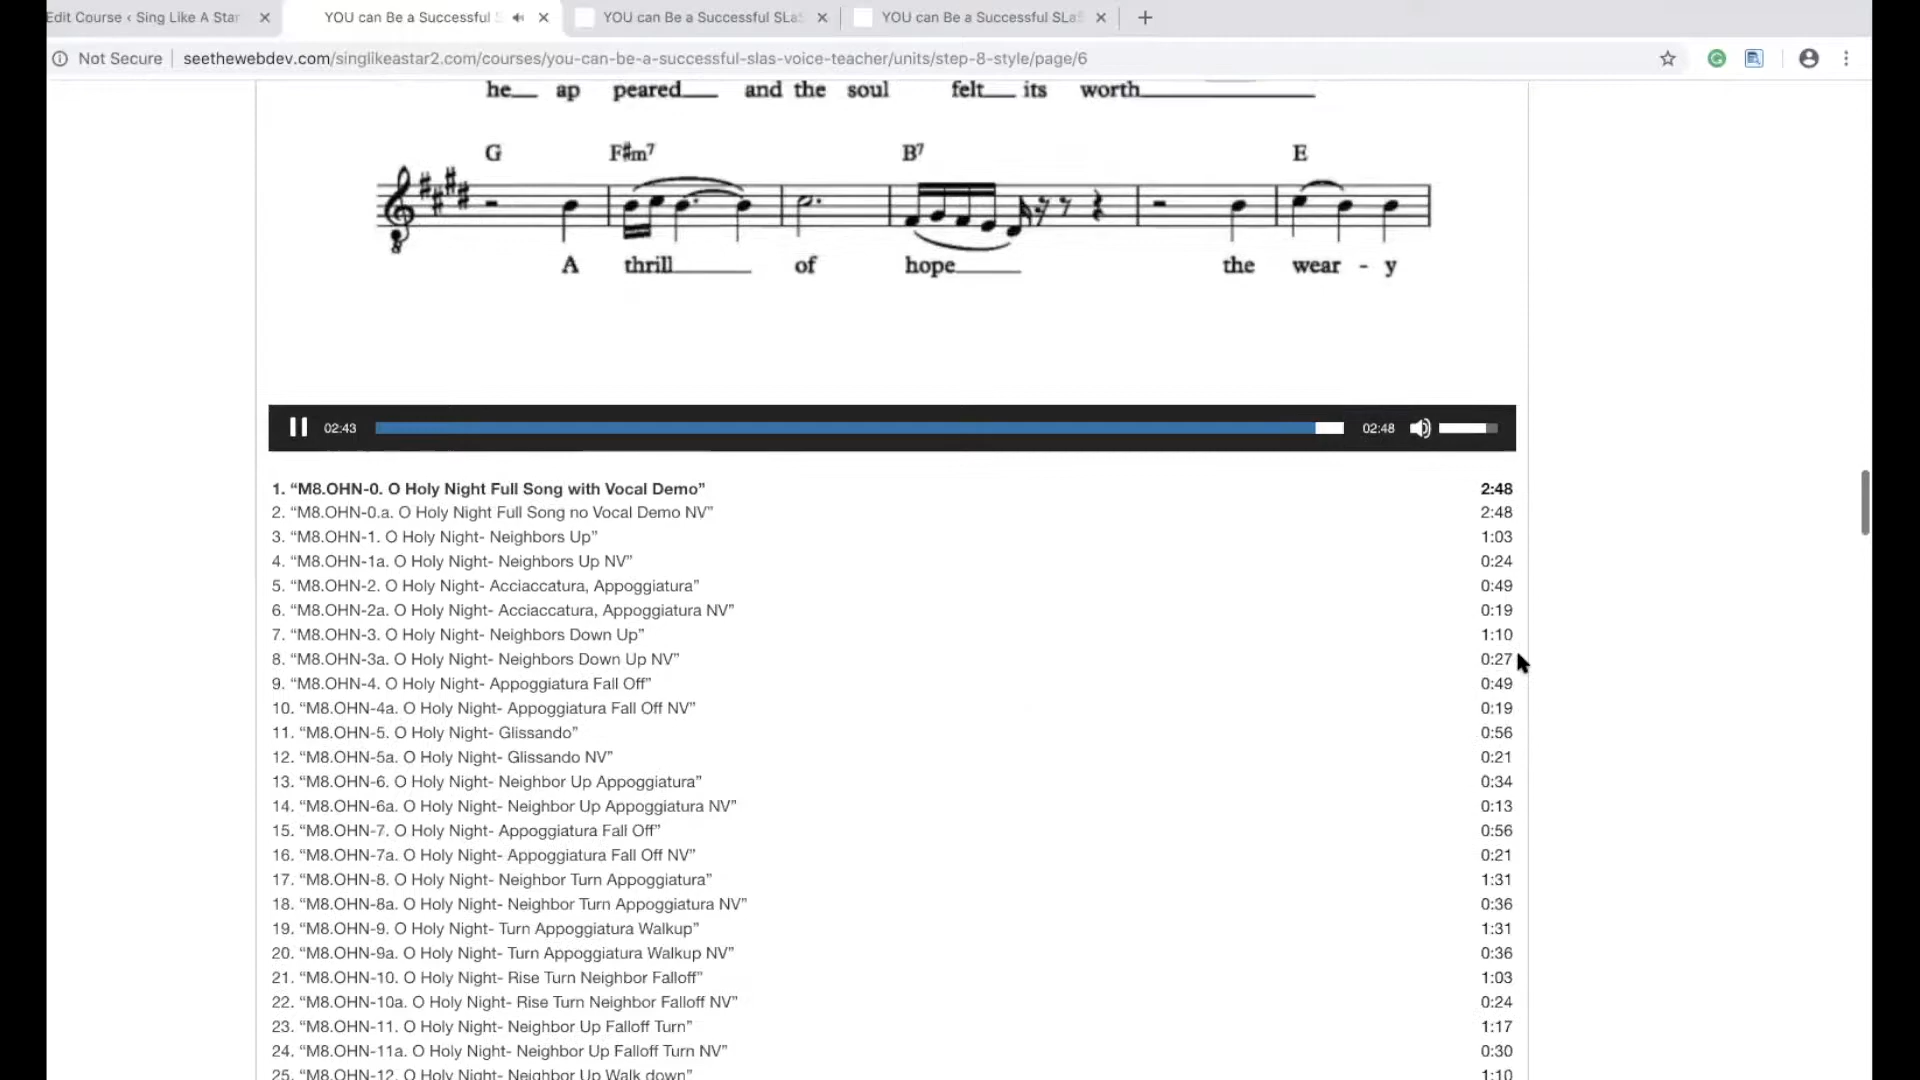 Edit Course ‹ Sing Like A Star
YOU can Be a Successful S
YOU can Be a Successful SLaS
YOU can Be a Successful SLaS
Not Secure
seethewebdev.com/singlikeastar2.com/courses/you-can-be-a-successful-slas-voice-teacher/units/step-8-style/page/6
he__ ap peared___ and the soul felt__ its worth______________
G F#m7 B7 E
8
A thrill_____ of hope____ the wear - y
02:43 02:48
1. “M8.OHN-0. O Holy Night Full Song with Vocal Demo” 2:48
2. “M8.OHN-0.a. O Holy Night Full Song no Vocal Demo NV” 2:48
3. “M8.OHN-1. O Holy Night- Neighbors Up” 1:03
4. “M8.OHN-1a. O Holy Night- Neighbors Up NV” 0:24
5. “M8.OHN-2. O Holy Night- Acciaccatura, Appoggiatura” 0:49
6. “M8.OHN-2a. O Holy Night- Acciaccatura, Appoggiatura NV” 0:19
7. “M8.OHN-3. O Holy Night- Neighbors Down Up” 1:10
8. “M8.OHN-3a. O Holy Night- Neighbors Down Up NV” 0:27
9. “M8.OHN-4. O Holy Night- Appoggiatura Fall Off” 0:49
10. “M8.OHN-4a. O Holy Night- Appoggiatura Fall Off NV” 0:19
11. “M8.OHN-5. O Holy Night- Glissando” 0:56
12. “M8.OHN-5a. O Holy Night- Glissando NV” 0:21
13. “M8.OHN-6. O Holy Night- Neighbor Up Appoggiatura” 0:34
14. “M8.OHN-6a. O Holy Night- Neighbor Up Appoggiatura NV” 0:13
15. “M8.OHN-7. O Holy Night- Appoggiatura Fall Off” 0:56
16. “M8.OHN-7a. O Holy Night- Appoggiatura Fall Off NV” 0:21
17. “M8.OHN-8. O Holy Night- Neighbor Turn Appoggiatura” 1:31
18. “M8.OHN-8a. O Holy Night- Neighbor Turn Appoggiatura NV” 0:36
19. “M8.OHN-9. O Holy Night- Turn Appoggiatura Walkup” 1:31
20. “M8.OHN-9a. O Holy Night- Turn Appoggiatura Walkup NV” 0:36
21. “M8.OHN-10. O Holy Night- Rise Turn Neighbor Falloff” 1:03
22. “M8.OHN-10a. O Holy Night- Rise Turn Neighbor Falloff NV” 0:24
23. “M8.OHN-11. O Holy Night- Neighbor Up Falloff Turn” 1:17
24. “M8.OHN-11a. O Holy Night- Neighbor Up Falloff Turn NV” 0:30
25. “M8.OHN-12. O Holy Night- Neighbor Up Walk down” 1:10